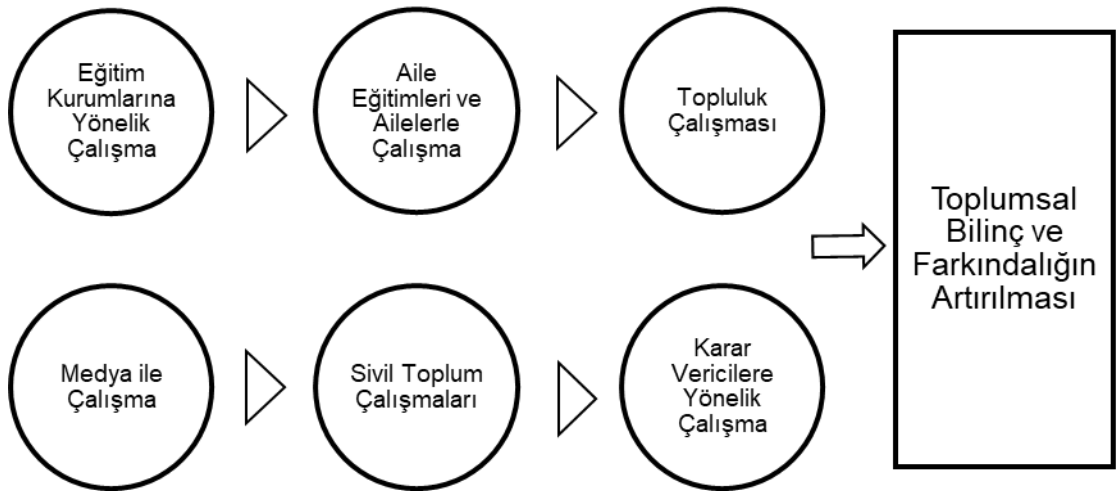 Eğitim
Kurumlarına
Yönelik
Çalışma
Aile
Eğitimleri ve
Ailelerle
Çalışma
Topluluk
Çalışması
Medya ile
Çalışma
Sivil Toplum
Çalışmaları
Karar
Vericilere
Yönelik
Çalışma
Toplumsal
Bilinç ve
Farkındalığın
Artırılması